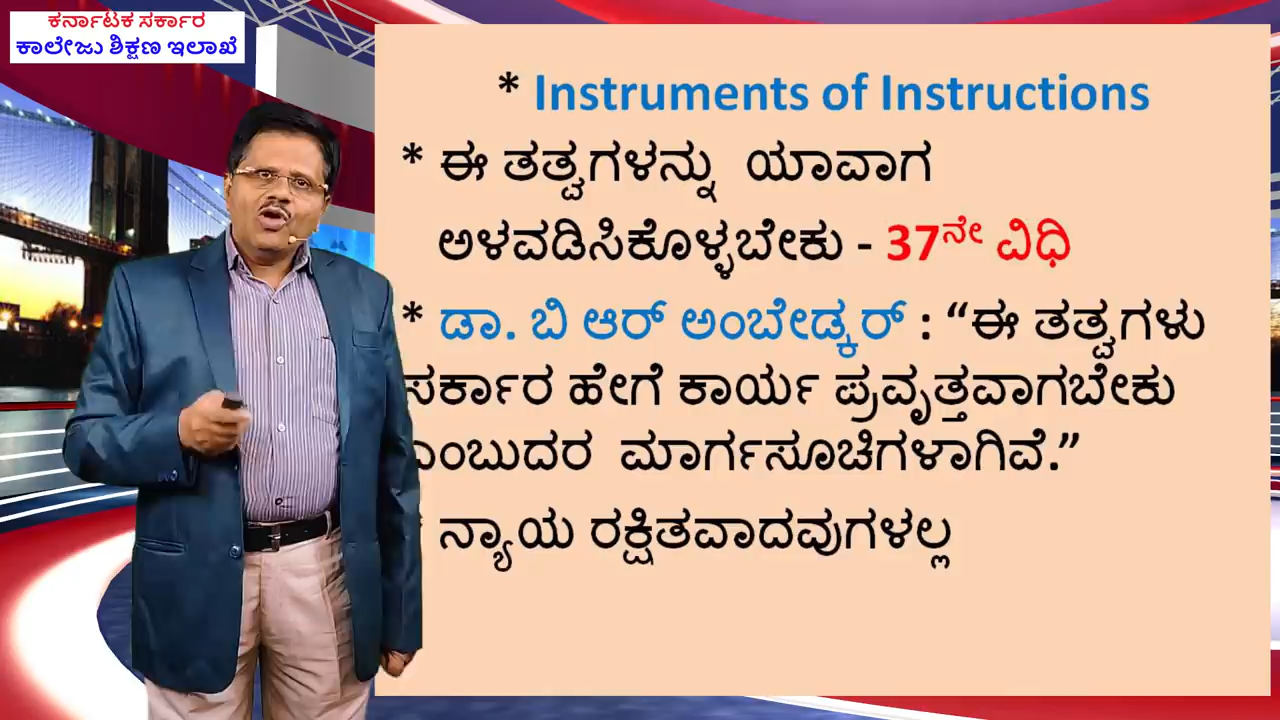 ಕರ್ನಾಟಕ ಸರ್ಕಾರ
ಕಾಲೇಜು ಶಿಕ್ಷಣ ಇಲಾಖೆ
* Instruments of Instructions
* ಈ ತತ್ವಗಳನ್ನು ಯಾವಾಗ
ಅಳವಡಿಸಿಕೊಳ್ಳಬೇಕು - 37ನೇ ವಿಧಿ
* ಡಾ. ಬಿ ಆರ್ ಅಂಬೇಡ್ಕರ್ : “ಈ ತತ್ವಗಳು
ಸರ್ಕಾರ ಹೇಗೆ ಕಾರ್ಯ ಪ್ರವೃತ್ತವಾಗಬೇಕು
ಎಂಬುದರ ಮಾರ್ಗಸೂಚಿಗಳಾಗಿವೆ.”
* ನ್ಯಾಯ ರಕ್ಷಿತವಾದವುಗಳಲ್ಲ